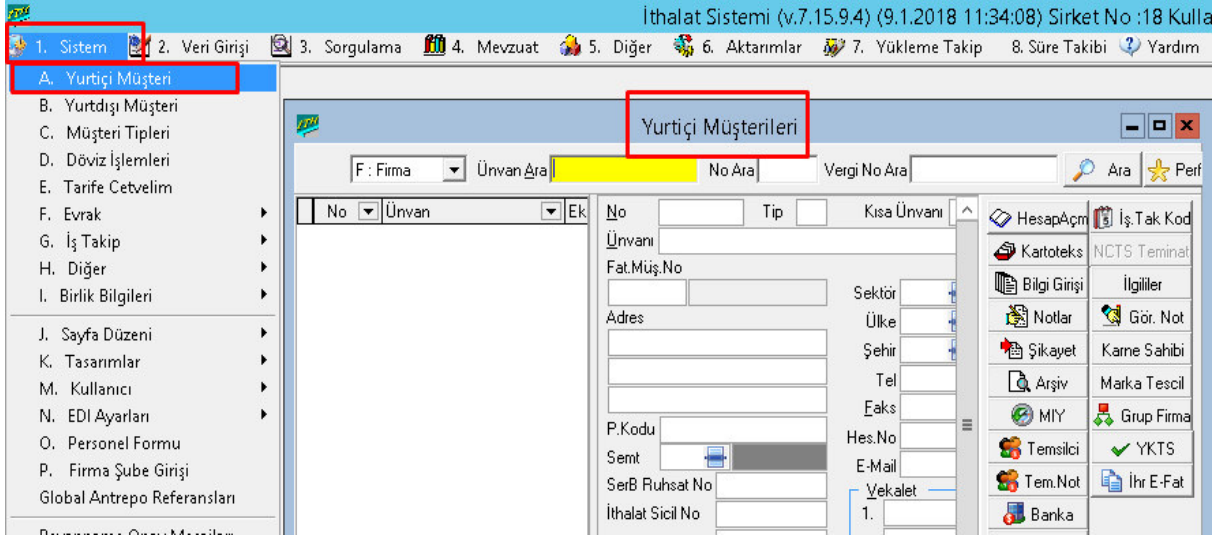 İthalat Sistemi (v.7.15.9.4) (9.1.2018 11:34:08) Sirket No :18 Kulla
1. Sistem 2. Veri Girişi 3. Sorgulama 4. Mevzuat 5. Diğer 6. Aktarımlar 7. Yükleme Takip 8. Süre Takibi Yardım
A. Yurtiçi Müşteri
B. Yurtdışı Müşteri
C. Müşteri Tipleri
D. Döviz İşlemleri
E. Tarife Cetvelim
F. Evrak
G. İş Takip
H. Diğer
I. Birlik Bilgileri
J. Sayfa Düzeni
K. Tasarımlar
M. Kullanıcı
N. EDI Ayarları
O. Personel Formu
P. Firma Şube Girişi
Global Antrepo Referansları
Yurtiçi Müşterileri
F : Firma Ünvan Ara No Ara Vergi No Ara Ara Perf
No Ünvan Ek
No Tip Kısa Ünvanı
Ünvanı
Fat.Müş.No
Sektör
Adres
Ülke
Şehir
Tel
Faks
P.Kodu
Hes.No
Semt
E-Mail
SerB Ruhsat No
Vekalet
İthalat Sicil No
1.
HesapAçm İş.Tak Kod
Kartoteks NCTS Teminat
Bilgi Girişi İlgililer
Notlar Gör. Not
Şikayet Karne Sahibi
Arşiv Marka Tescil
MIY Grup Firma
Temsilci YKTS
Tem.Not İhr E-Fat
Banka